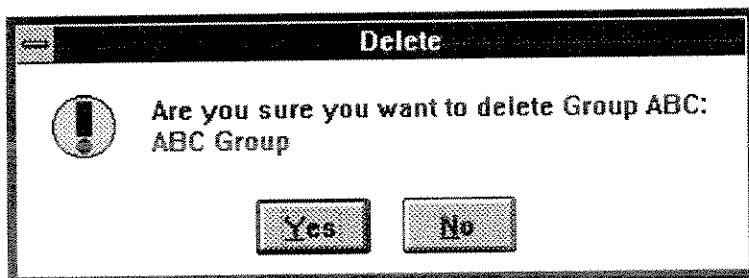 Delete
Are you sure you want to delete Group ABC:
ABC Group
Yes
No